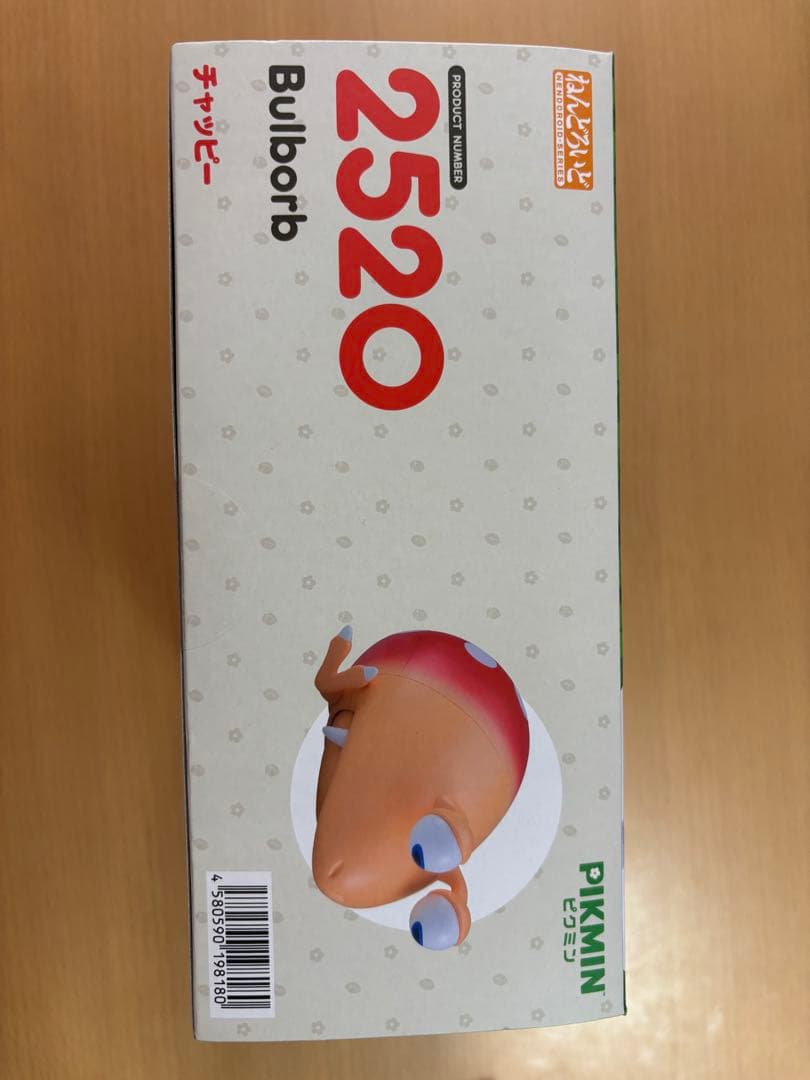 ねんどろいど
NENDOROID-SERIES
PRODUCT NUMBER
2520
Bulborb
チャッピー
PIKMIN™
ピクミン
4 580590 198180